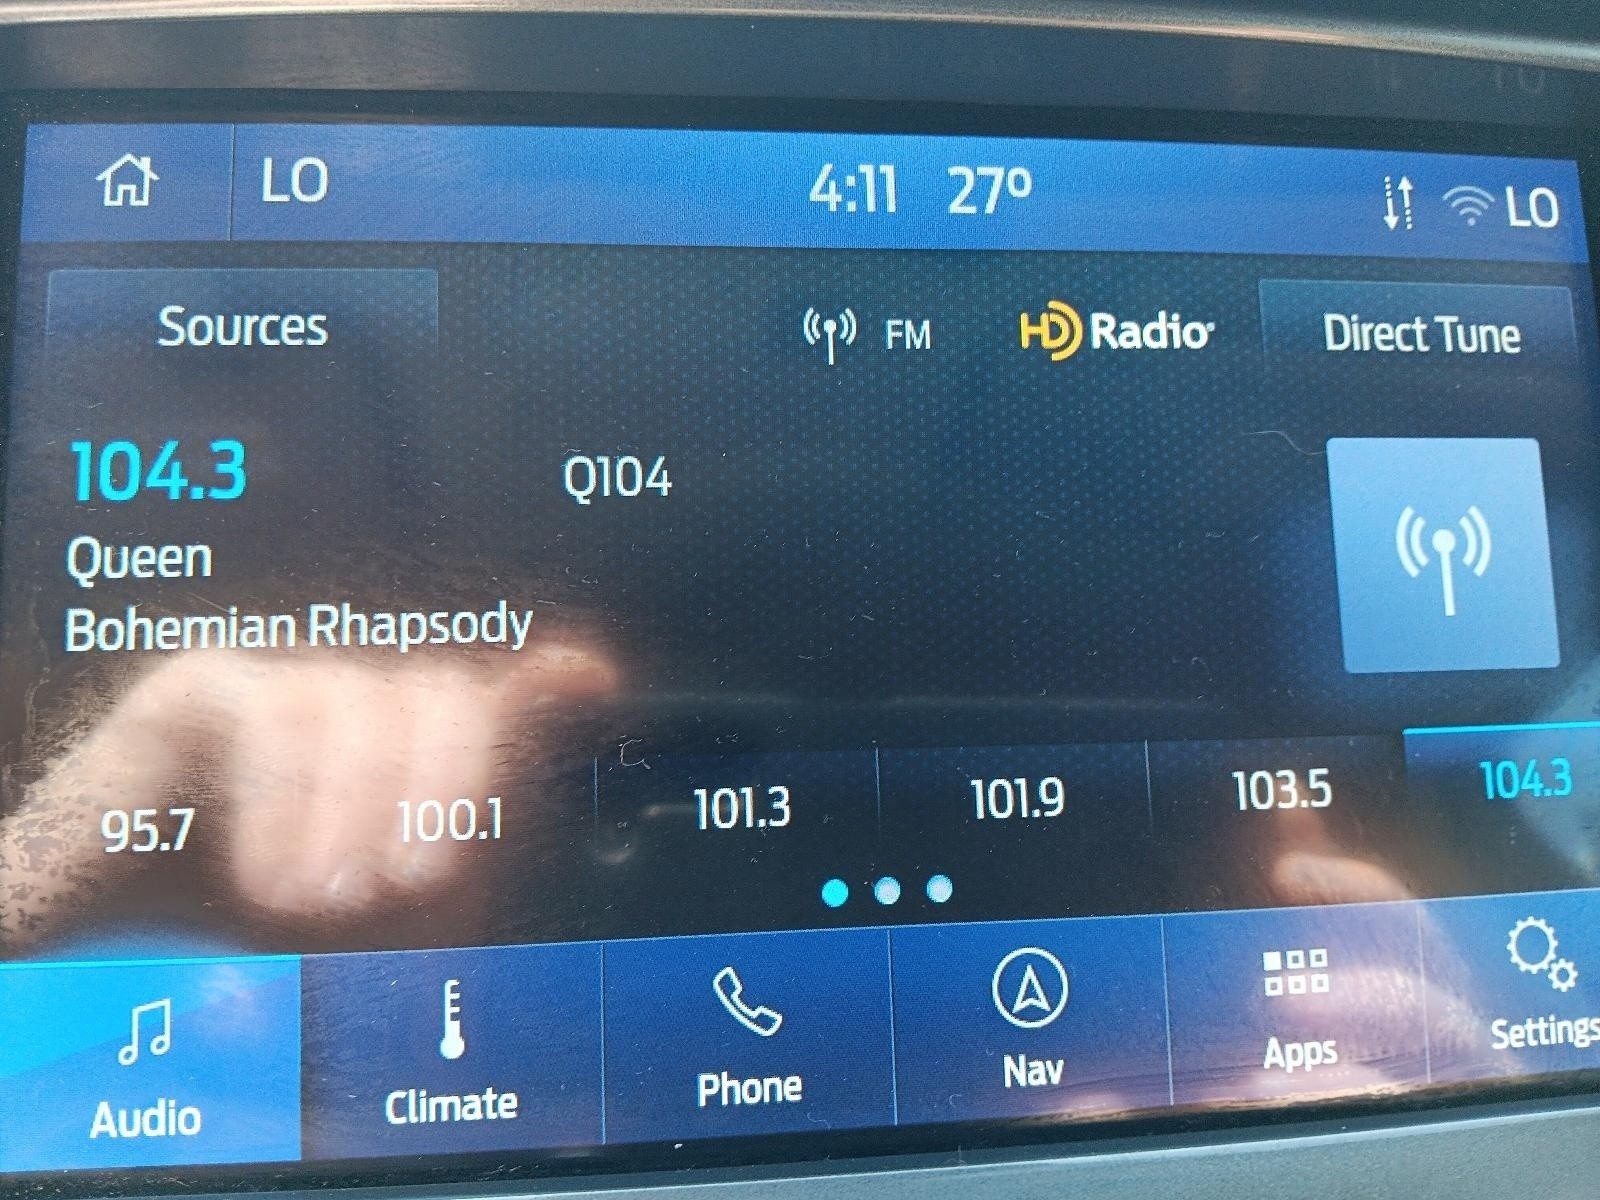 LO 4:11 27° LO
Sources FM HD Radio Direct Tune
104.3 Q104
Queen
Bohemian Rhapsody
95.7 100.1 101.3 101.9 103.5 104.3
Audio Climate Phone Nav Apps Settings